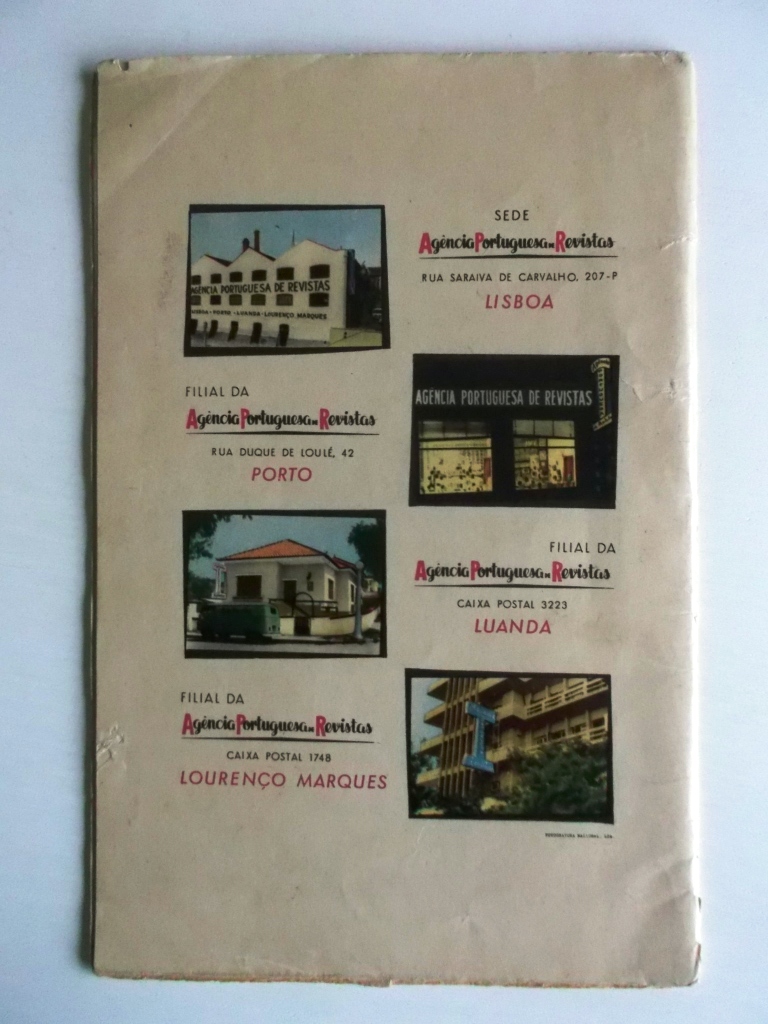 SEDE
Agência Portuguesa de Revistas
RUA SARAIVA DE CARVALHO, 207-P
LISBOA
AGÊNCIA PORTUGUESA DE REVISTAS
LISBOA - PORTO - LUANDA - LOURENÇO MARQUES
FILIAL DA
Agência Portuguesa de Revistas
RUA DUQUE DE LOULÉ, 42
PORTO
AGÊNCIA PORTUGUESA DE REVISTAS
FILIAL DA
Agência Portuguesa de Revistas
CAIXA POSTAL 3223
LUANDA
FILIAL DA
Agência Portuguesa de Revistas
CAIXA POSTAL 1748
LOURENÇO MARQUES
I